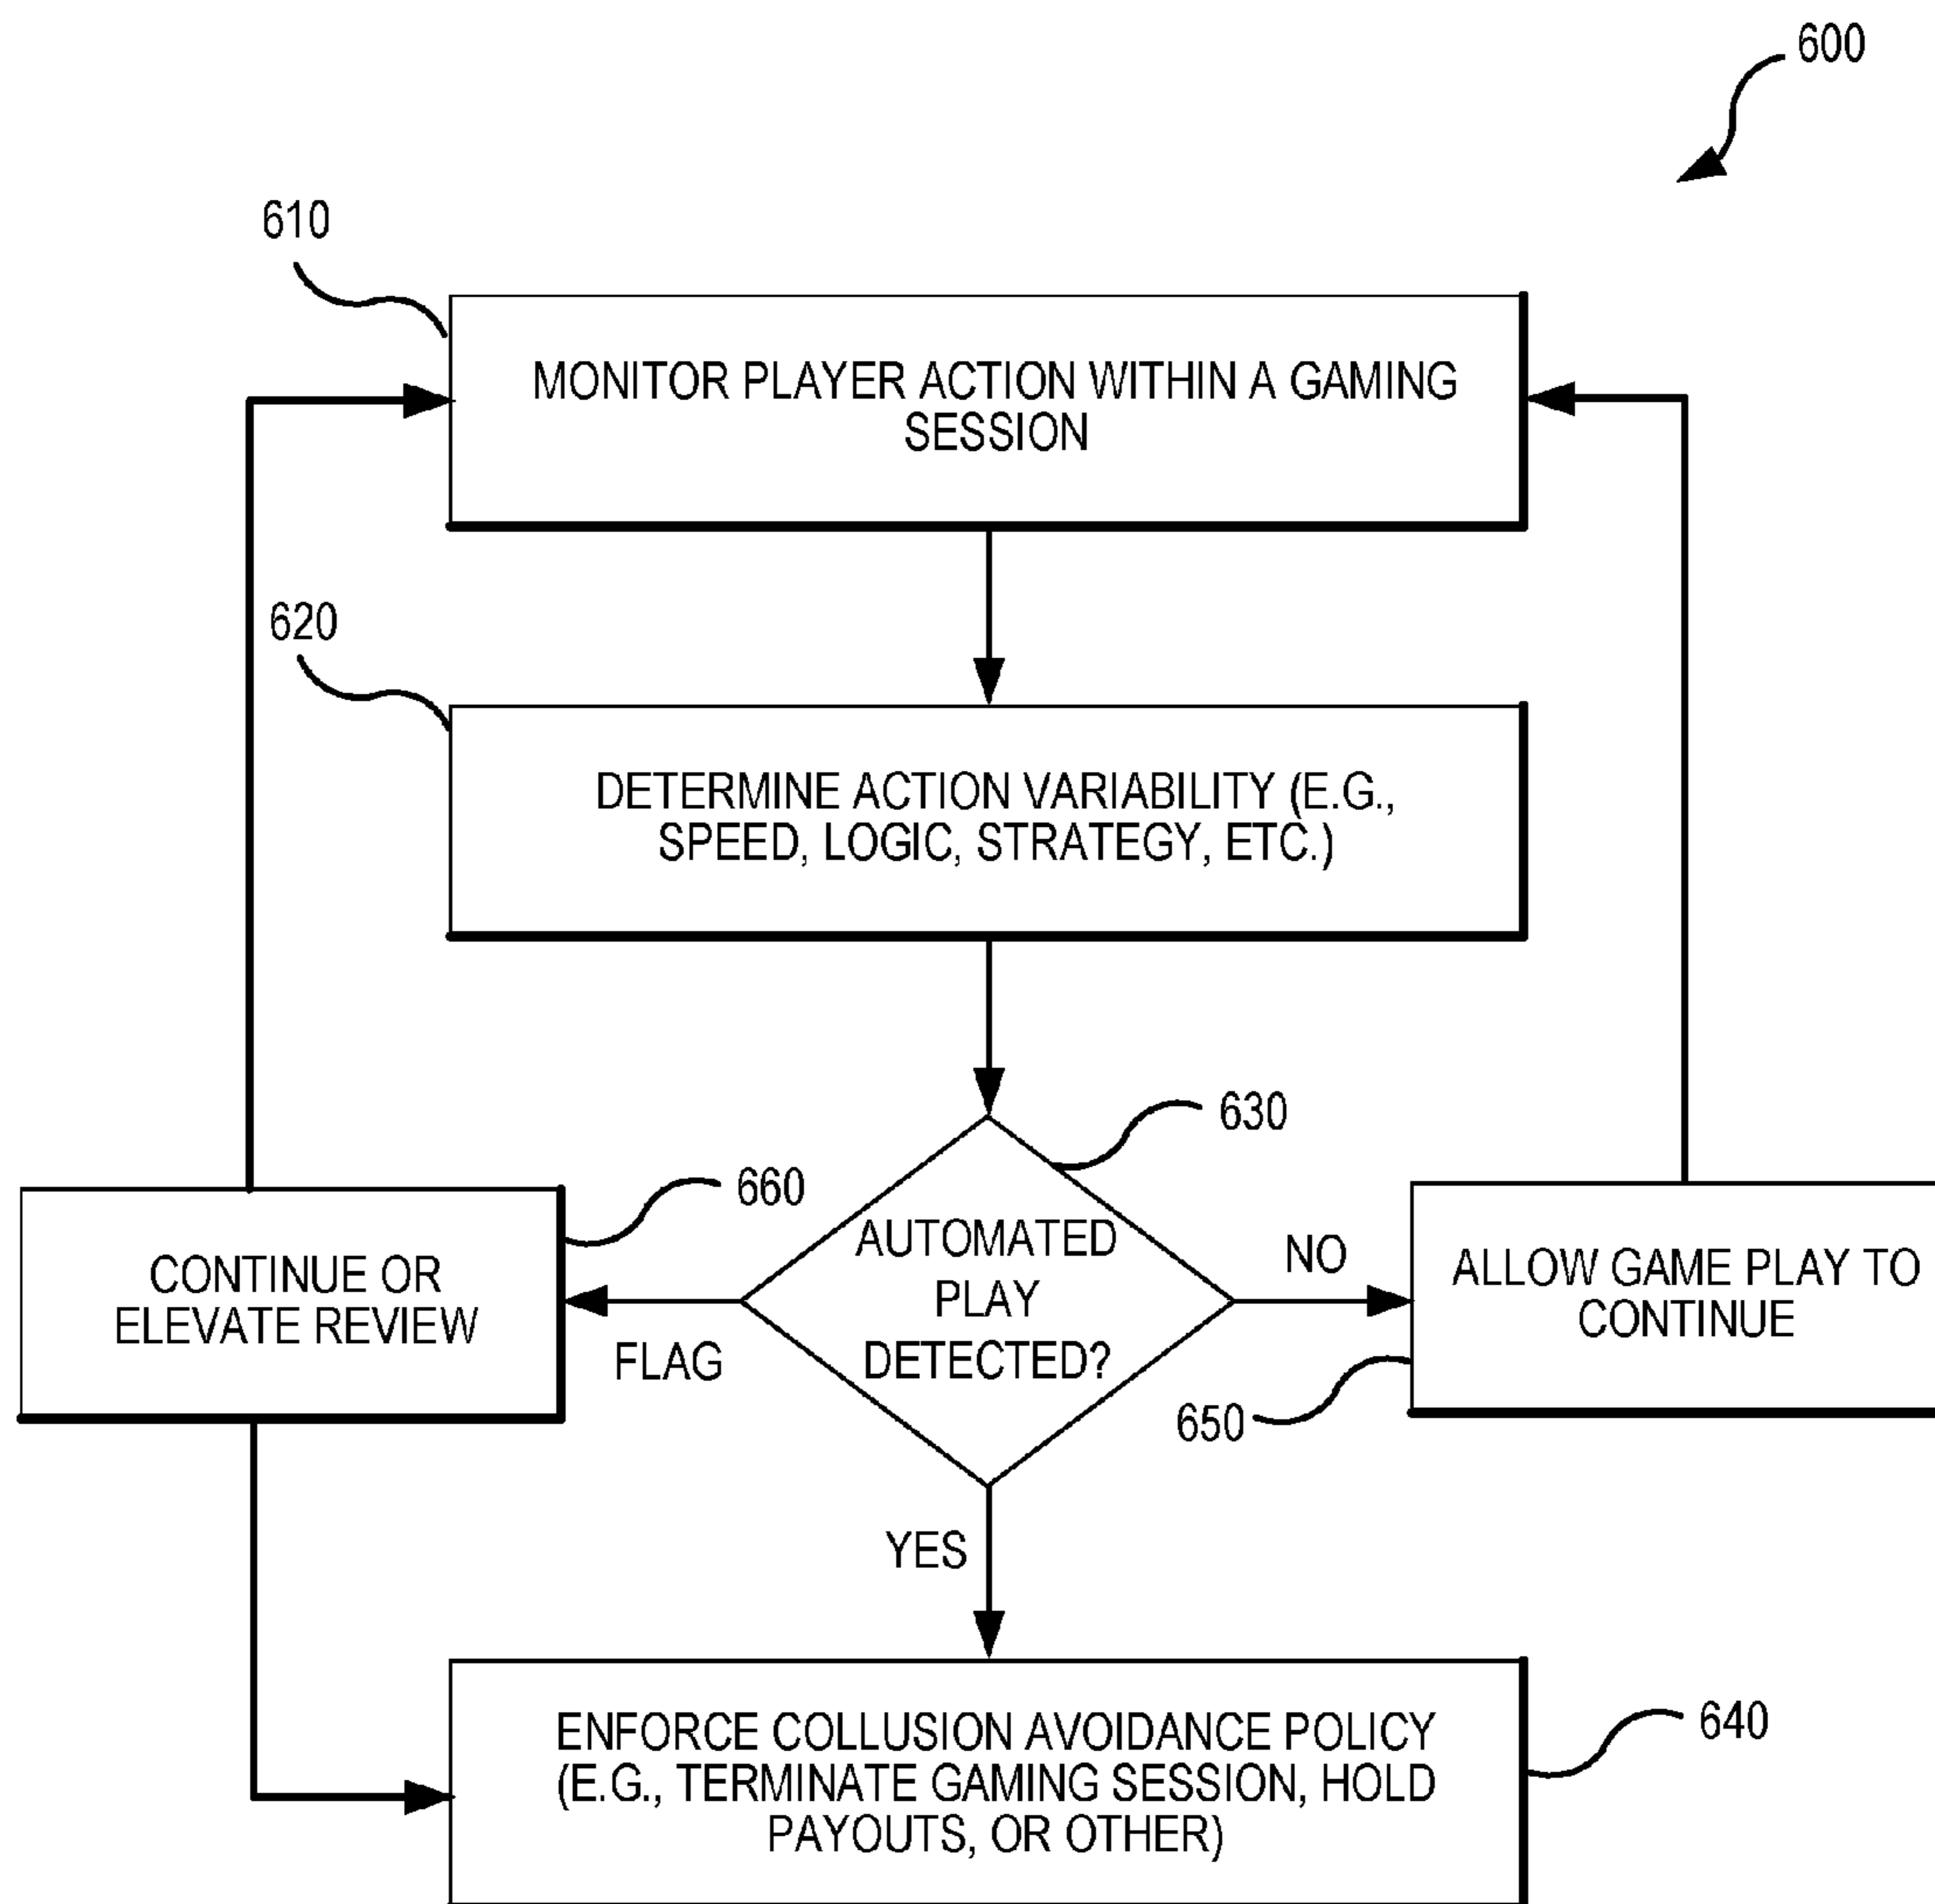 600
610
MONITOR PLAYER ACTION WITHIN A GAMING
SESSION
620
DETERMINE ACTION VARIABILITY (E.G.,
SPEED, LOGIC, STRATEGY, ETC.)
630
660
AUTOMATED
PLAY
DETECTED?
CONTINUE OR
ELEVATE REVIEW
FLAG
NO
ALLOW GAME PLAY TO
CONTINUE
650
YES
ENFORCE COLLUSION AVOIDANCE POLICY
(E.G., TERMINATE GAMING SESSION, HOLD
PAYOUTS, OR OTHER)
640